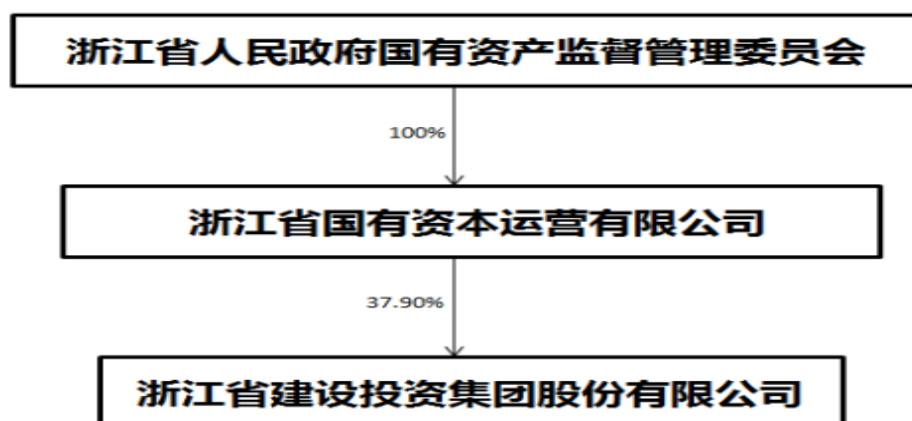 浙江省人民政府国有资产监督管理委员会
100%
浙江省国有资本运营有限公司
37.90%
浙江省建设投资集团股份有限公司